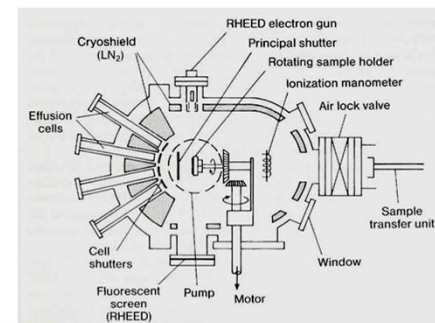 RHEED electron gun
Cryoshield
(LN₂)
Principal shutter
Rotating sample holder
Ionization manometer
Air lock valve
Effusion
cells
Sample
transfer unit
Cell
shutters
Window
Fluorescent
screen
(RHEED)
Pump
Motor